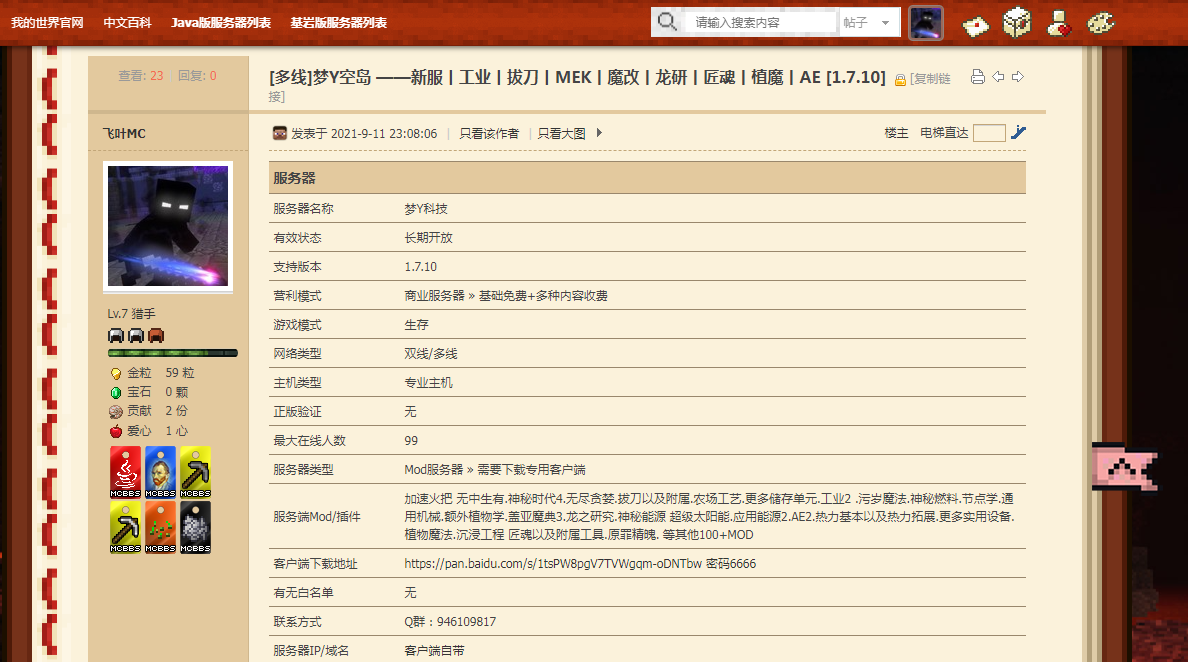 我的世界官网 中文百科 Java版服务器列表 基岩版服务器列表 请输入搜索内容 帖子
查看: 23 回复: 0
[多线]梦Y空岛 ——新服 | 工业 | 拔刀 | MEK | 魔改 | 龙研 | 匠魂 | 植魔 | AE [1.7.10] [复制链
接]
飞叶MC
发表于 2021-9-11 23:08:06 | 只看该作者 | 只看大图 楼主 电梯直达
服务器
服务器名称 梦Y科技
有效状态 长期开放
支持版本 1.7.10
营利模式 商业服务器 » 基础免费+多种内容收费
游戏模式 生存
网络类型 双线/多线
主机类型 专业主机
正版验证 无
最大在线人数 99
服务器类型 Mod服务器 » 需要下载专用客户端
服务端Mod/插件 加速火把 无中生有.神秘时代4.无尽贪婪.拔刀以及附属.农场工艺.更多储存单元.工业2 .污岁魔法.神秘燃料.节点学.通
用机械.额外植物学.盖亚魔典3.龙之研究.神秘能源 超级太阳能.应用能源2.AE2.热力基本以及热力拓展.更多实用设备.
植物魔法.沉浸工程 匠魂以及附属工具.原罪精魄. 等其他100+MOD
客户端下载地址 https://pan.baidu.com/s/1tsPW8pgV7TVWgqm-oDNTbw 密码6666
有无白名单 无
联系方式 Q群：946109817
服务器IP/域名 客户端自带
Lv.7 猎手
金粒 59 粒
宝石 0 颗
贡献 2 份
爱心 1 心
MCBBS MCBBS MCBBS
MCBBS MCBBS MCBBS